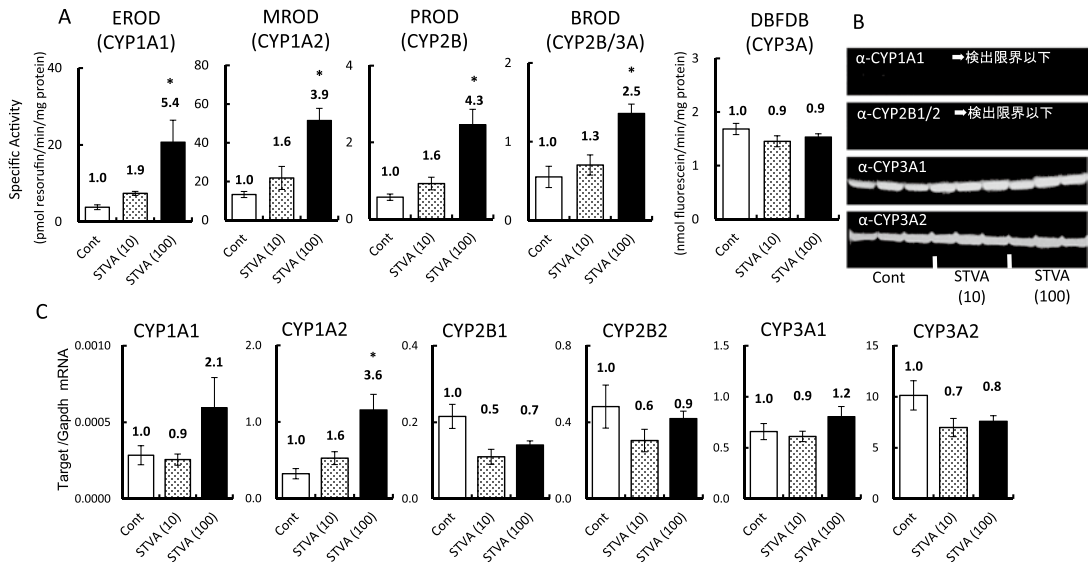 A
EROD
(CYP1A1)
MROD
(CYP1A2)
PROD
(CYP2B)
BROD
(CYP2B/3A)
DBFDB
(CYP3A)
Specific Activity
(pmol resorufin/min/mg protein)
60
40
20
0
1.0
1.9
*
5.4
Cont
STVA (10)
STVA (100)
80
60
40
20
0
1.0
1.6
*
3.9
Cont
STVA (10)
STVA (100)
4
2
0
1.0
1.6
*
4.3
Cont
STVA (10)
STVA (100)
2
1
0
1.0
1.3
*
2.5
Cont
STVA (10)
STVA (100)
(nmol fluorescein/min/mg protein)
3
2
1
0
1.0
0.9
0.9
Cont
STVA (10)
STVA (100)
B
α-CYP1A1 ➡検出限界以下
α-CYP2B1/2 ➡検出限界以下
α-CYP3A1
α-CYP3A2
Cont
STVA
(10)
STVA
(100)
C
Target /Gapdh mRNA
CYP1A1
0.0010
0.0005
0.0000
1.0
0.9
2.1
Cont
STVA (10)
STVA (100)
CYP1A2
2.0
1.0
0.0
1.0
1.6
*
3.6
Cont
STVA (10)
STVA (100)
CYP2B1
0.4
0.2
0.0
1.0
0.5
0.7
Cont
STVA (10)
STVA (100)
CYP2B2
0.8
0.4
0.0
1.0
0.6
0.9
Cont
STVA (10)
STVA (100)
CYP3A1
1.5
1.0
0.5
0.0
1.0
0.9
1.2
Cont
STVA (10)
STVA (100)
CYP3A2
15
10
5
0
1.0
0.7
0.8
Cont
STVA (10)
STVA (100)